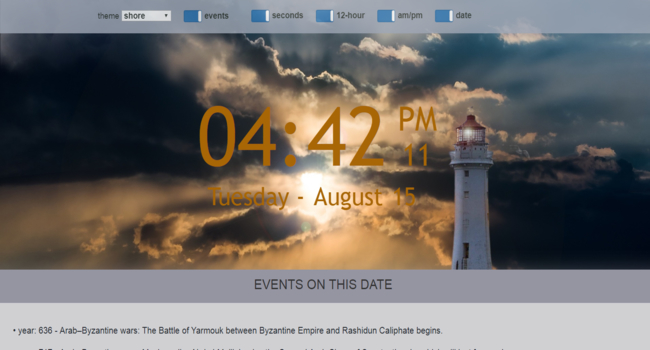 theme shore events seconds 12-hour am/pm date
04:42 PM
11
Tuesday - August 15
EVENTS ON THIS DATE
• year: 636 - Arab–Byzantine wars: The Battle of Yarmouk between Byzantine Empire and Rashidun Caliphate begins.